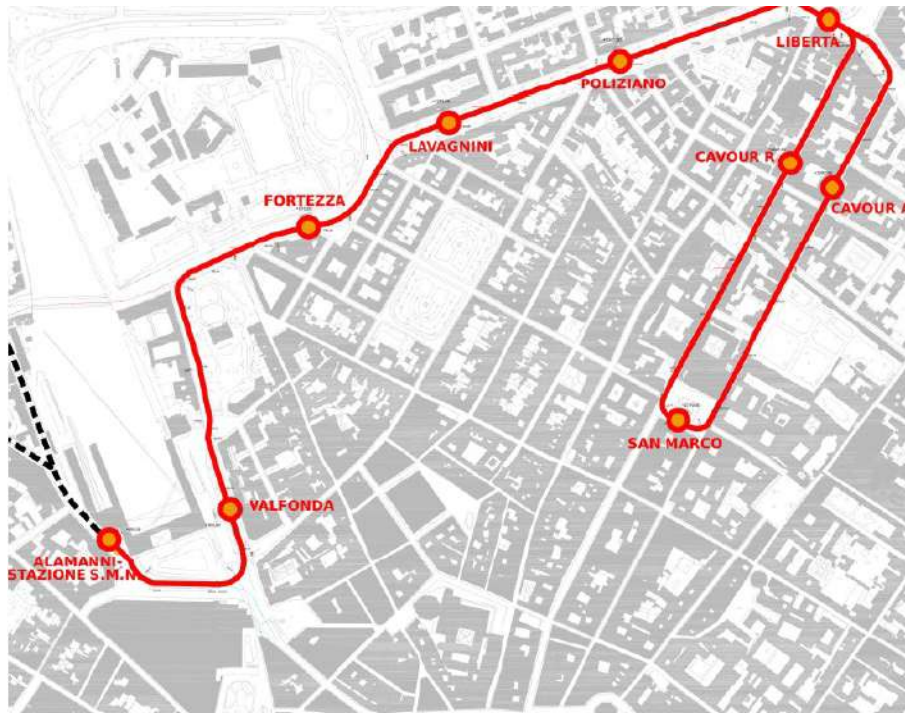 LIBERTÀ
POLIZIANO
LAVAGNINI
CAVOUR R
CAVOUR A
FORTEZZA
SAN MARCO
VALFONDA
ALAMANNI-
STAZIONE S.M.N.